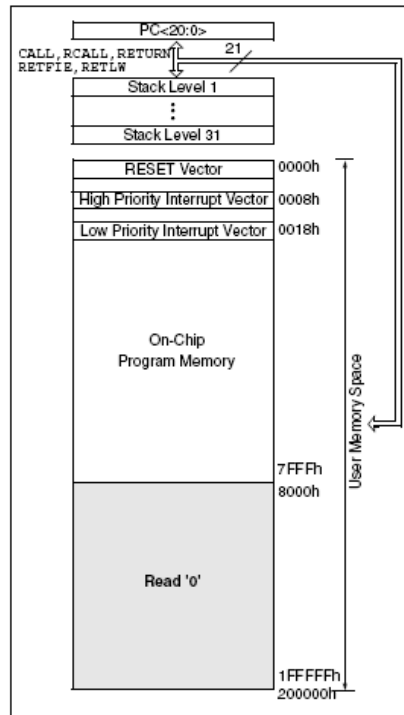 PC<20:0>
CALL,RCALL,RETURN
RETFIE,RETLW
21
Stack Level 1
Stack Level 31
RESET Vector
0000h
High Priority Interrupt Vector
0008h
Low Priority Interrupt Vector
0018h
On-Chip
Program Memory
7FFFh
8000h
User Memory Space
Read '0'
1FFFFFh
200000h